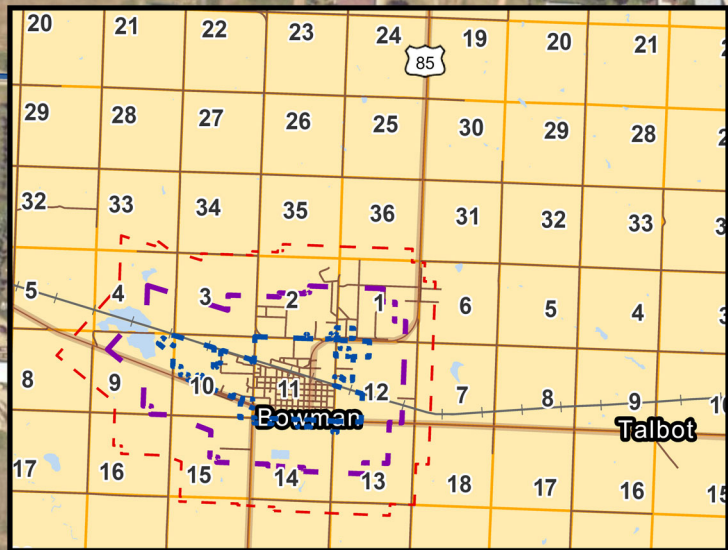 20 21 22 23 24 19 20 21
85
29 28 27 26 25 30 29 28
32 33 34 35 36 31 32 33
5 4 3 2 1 6 5 4
8 9 10 11 12 7 8 9
Bowman
Talbot
17 16 15 14 13 18 17 16